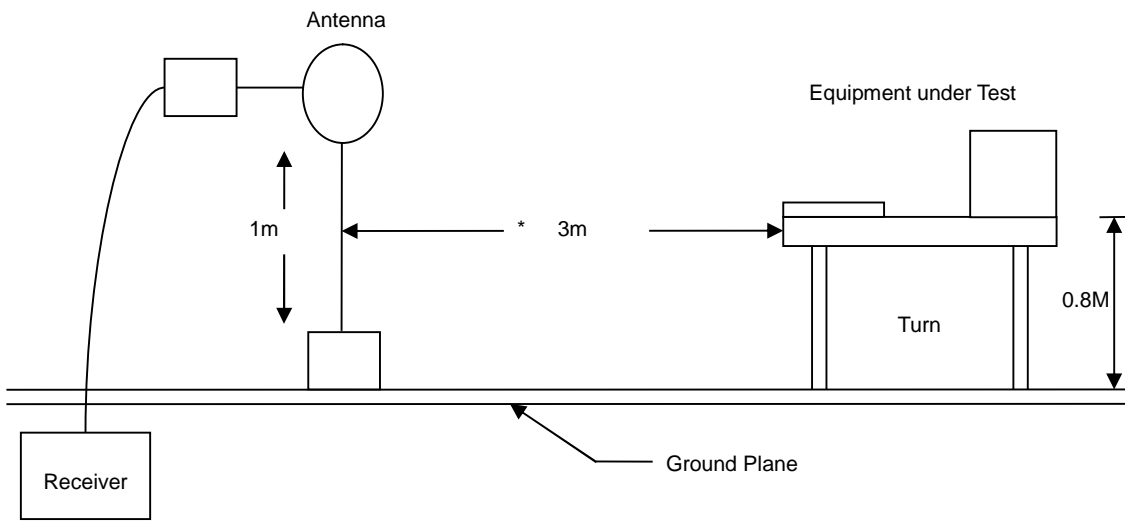 Antenna
Equipment under Test
1m
* 3m
0.8M
Turn
Ground Plane
Receiver